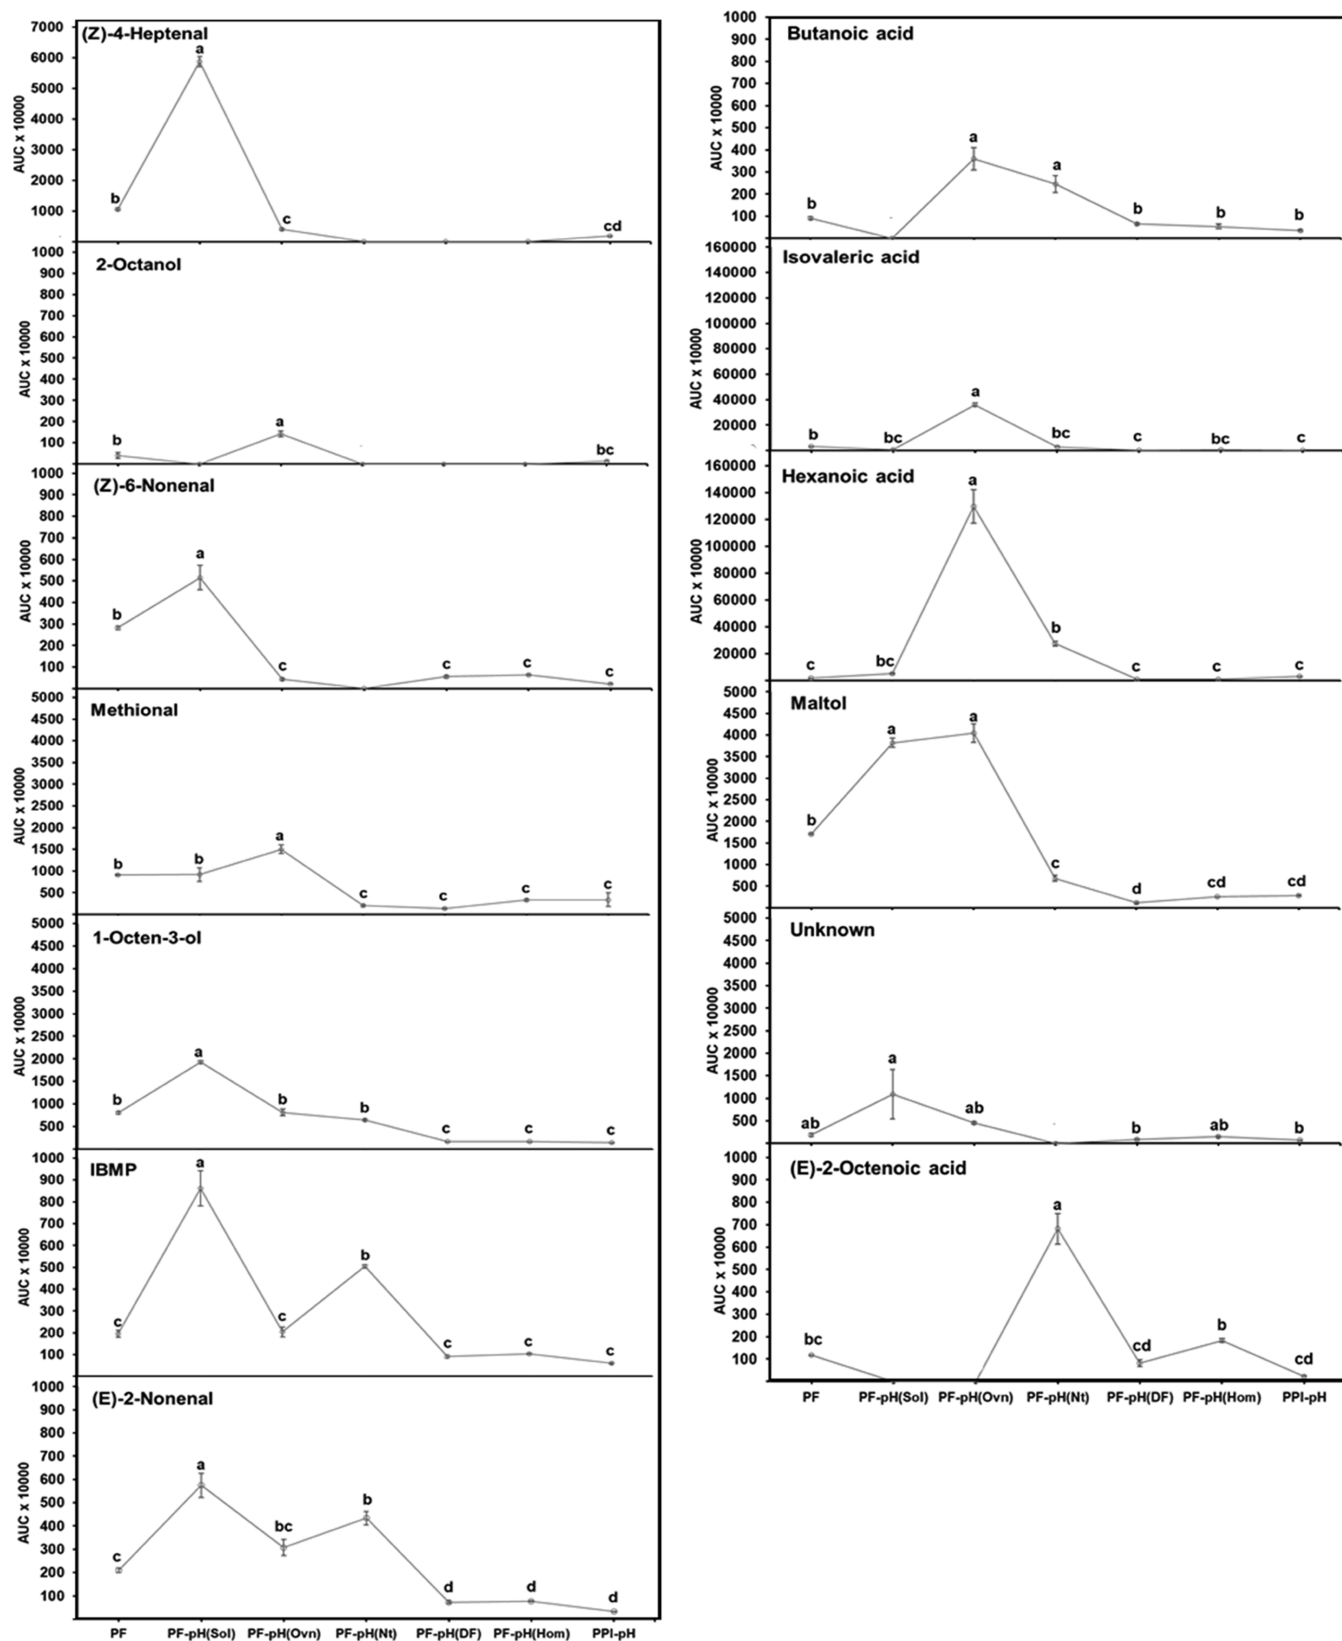 (Z)-4-Heptenal
AUC x 10000
7000
6000
5000
4000
3000
2000
1000
b
a
c
cd
2-Octanol
AUC x 10000
1000
900
800
700
600
500
400
300
200
100
b
a
bc
(Z)-6-Nonenal
AUC x 10000
1000
900
800
700
600
500
400
300
200
100
b
a
c
c
c
c
Methional
AUC x 10000
5000
4500
4000
3500
3000
2500
2000
1500
1000
500
b
b
a
c
c
c
c
1-Octen-3-ol
AUC x 10000
5000
4500
4000
3500
3000
2500
2000
1500
1000
500
b
a
b
b
c
c
c
IBMP
AUC x 10000
1000
900
800
700
600
500
400
300
200
100
c
a
c
b
c
c
c
(E)-2-Nonenal
AUC x 10000
1000
900
800
700
600
500
400
300
200
100
c
a
bc
b
d
d
d
PF PF-pH(Sol) PF-pH(Ovn) PF-pH(Nt) PF-pH(DF) PF-pH(Hom) PPI-pH
Butanoic acid
AUC x 10000
1000
900
800
700
600
500
400
300
200
100
b
a
a
b
b
b
Isovaleric acid
AUC x 10000
160000
140000
120000
100000
80000
60000
40000
20000
b
bc
a
bc
c
bc
c
Hexanoic acid
AUC x 10000
160000
140000
120000
100000
80000
60000
40000
20000
c
bc
a
b
c
c
c
Maltol
AUC x 10000
5000
4500
4000
3500
3000
2500
2000
1500
1000
500
b
a
a
c
d
cd
cd
Unknown
AUC x 10000
5000
4500
4000
3500
3000
2500
2000
1500
1000
500
ab
a
ab
b
ab
b
(E)-2-Octenoic acid
AUC x 10000
1000
900
800
700
600
500
400
300
200
100
bc
a
cd
b
cd
PF PF-pH(Sol) PF-pH(Ovn) PF-pH(Nt) PF-pH(DF) PF-pH(Hom) PPI-pH